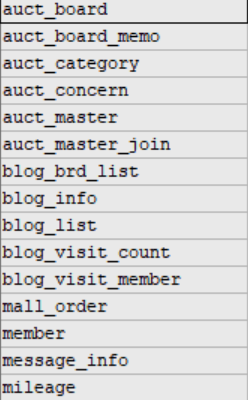 auct_board
auct_board_memo
auct_category
auct_concern
auct_master
auct_master_join
blog_brd_list
blog_info
blog_list
blog_visit_count
blog_visit_member
mall_order
member
message_info
mileage